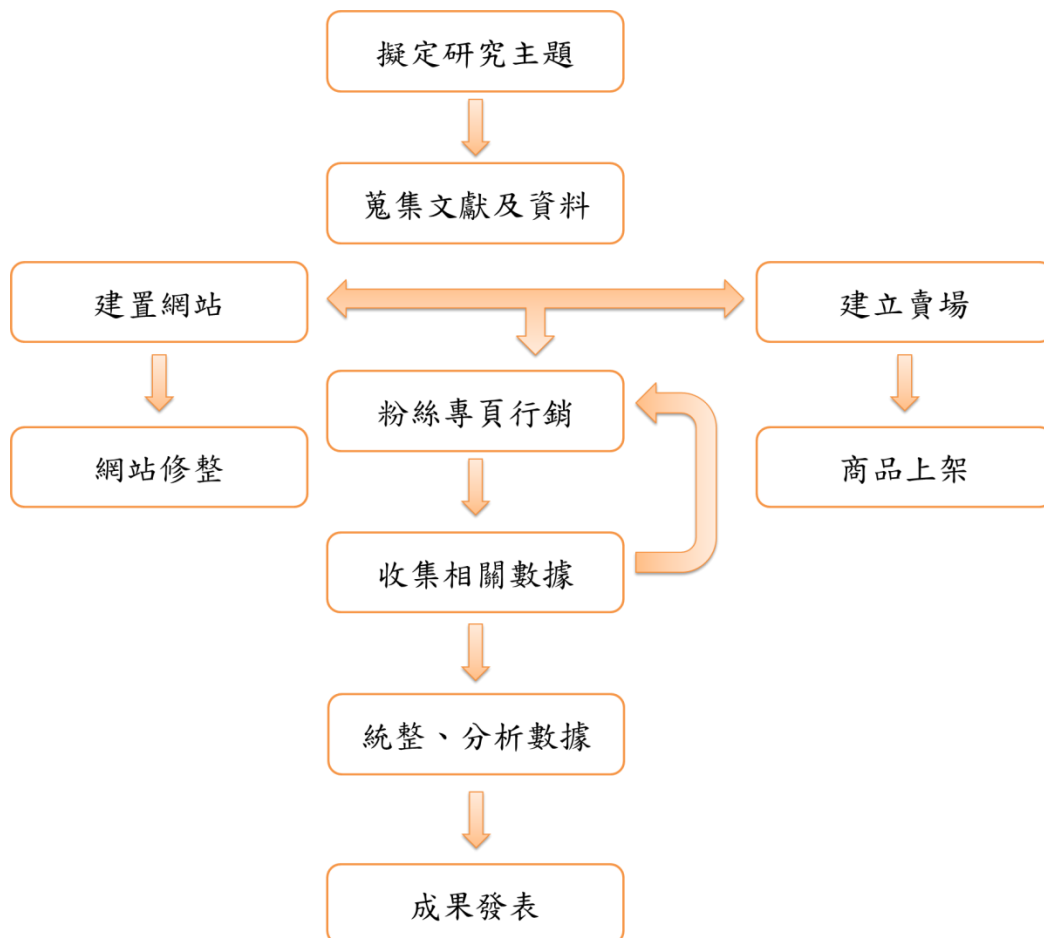 擬定研究主題
蒐集文獻及資料
建置網站
建立賣場
粉絲專頁行銷
網站修整
商品上架
收集相關數據
統整、分析數據
成果發表